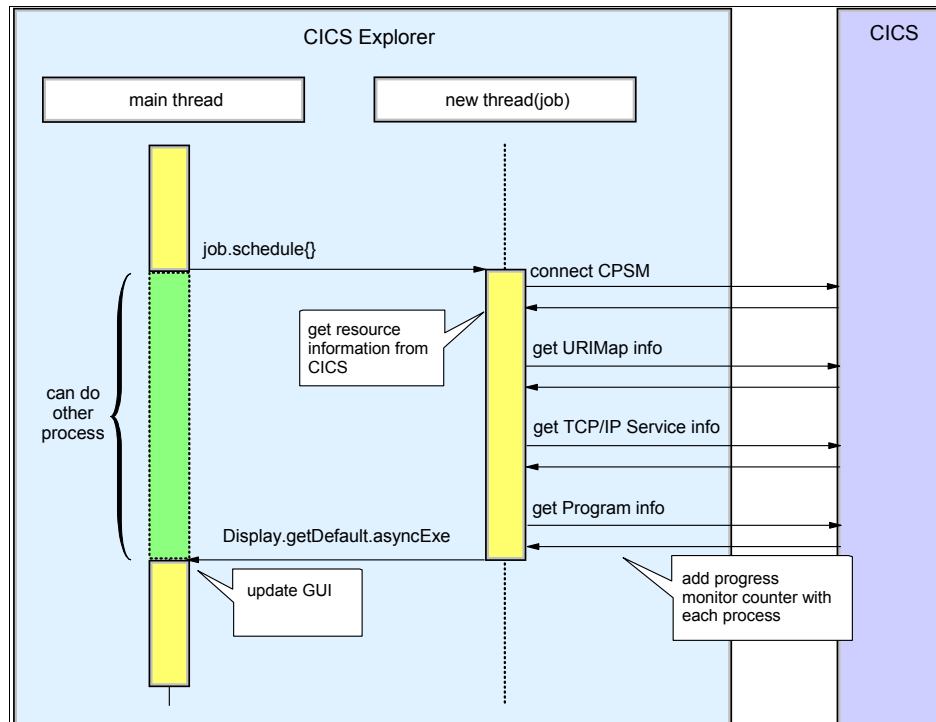 CICS Explorer
CICS
main thread
new thread(job)
job.schedule{}
connect CPSM
get resource
information from
CICS
get URIMap info
can do
other
process
get TCP/IP Service info
get Program info
Display.getDefault.asyncExe
update GUI
add progress
monitor counter with
each process